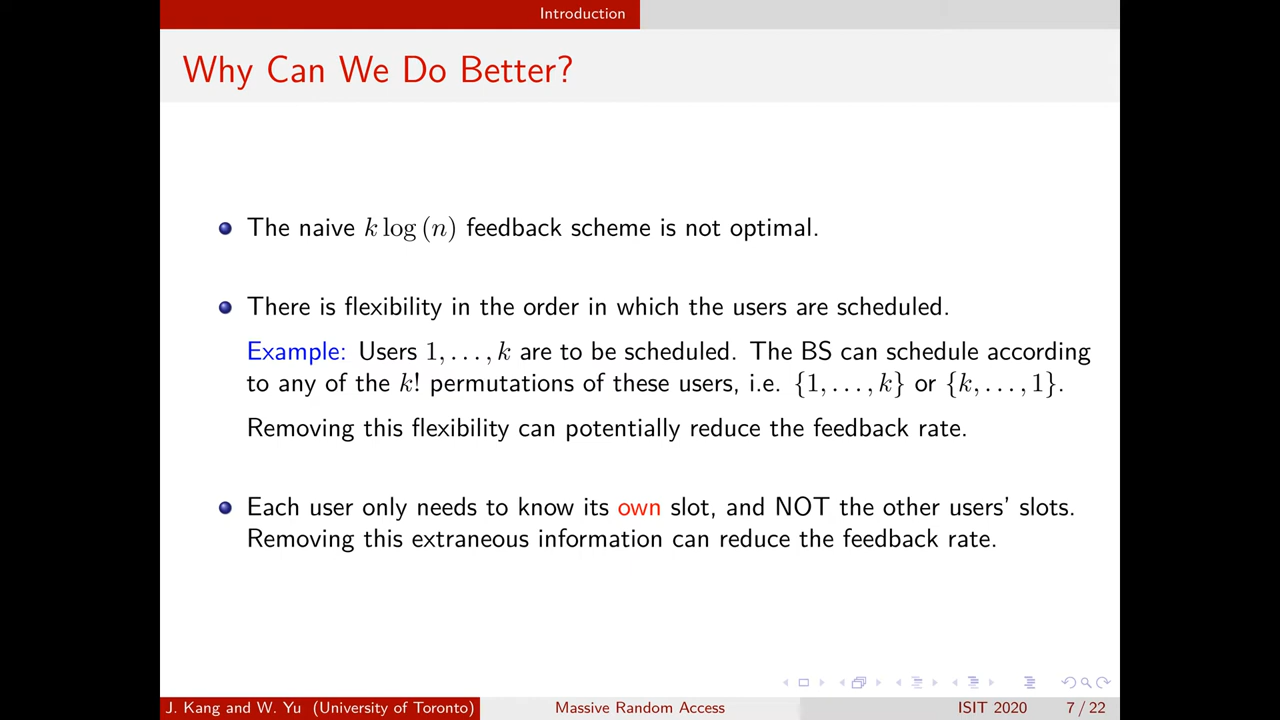 Introduction
Why Can We Do Better?
The naive k log (n) feedback scheme is not optimal.
There is flexibility in the order in which the users are scheduled.
Example: Users 1, . . . , k are to be scheduled. The BS can schedule according
to any of the k! permutations of these users, i.e. {1, . . . , k} or {k, . . . , 1}.
Removing this flexibility can potentially reduce the feedback rate.
Each user only needs to know its own slot, and NOT the other users' slots.
Removing this extraneous information can reduce the feedback rate.
J. Kang and W. Yu (University of Toronto) Massive Random Access ISIT 2020 7 / 22